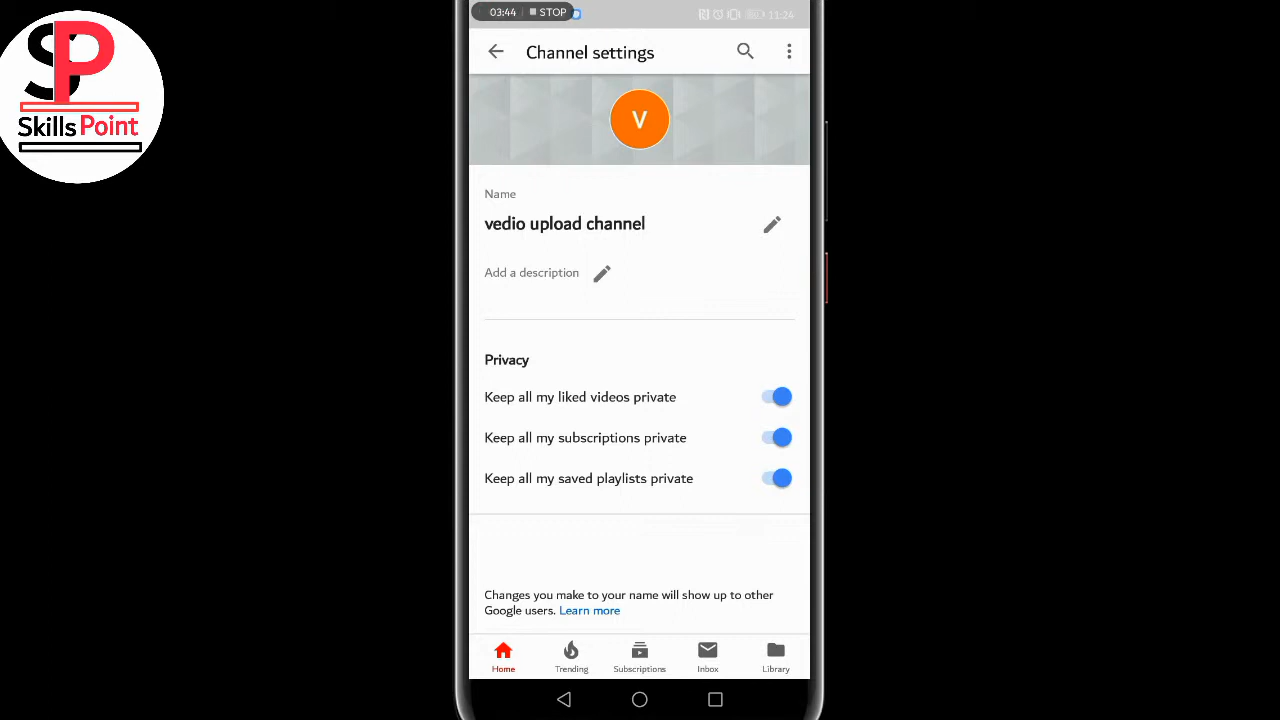 SP
Skills Point
03:44 STOP
11:24
Channel settings
V
Name
vedio upload channel
Add a description
Privacy
Keep all my liked videos private
Keep all my subscriptions private
Keep all my saved playlists private
Changes you make to your name will show up to other
Google users. Learn more
Home Trending Subscriptions Inbox Library